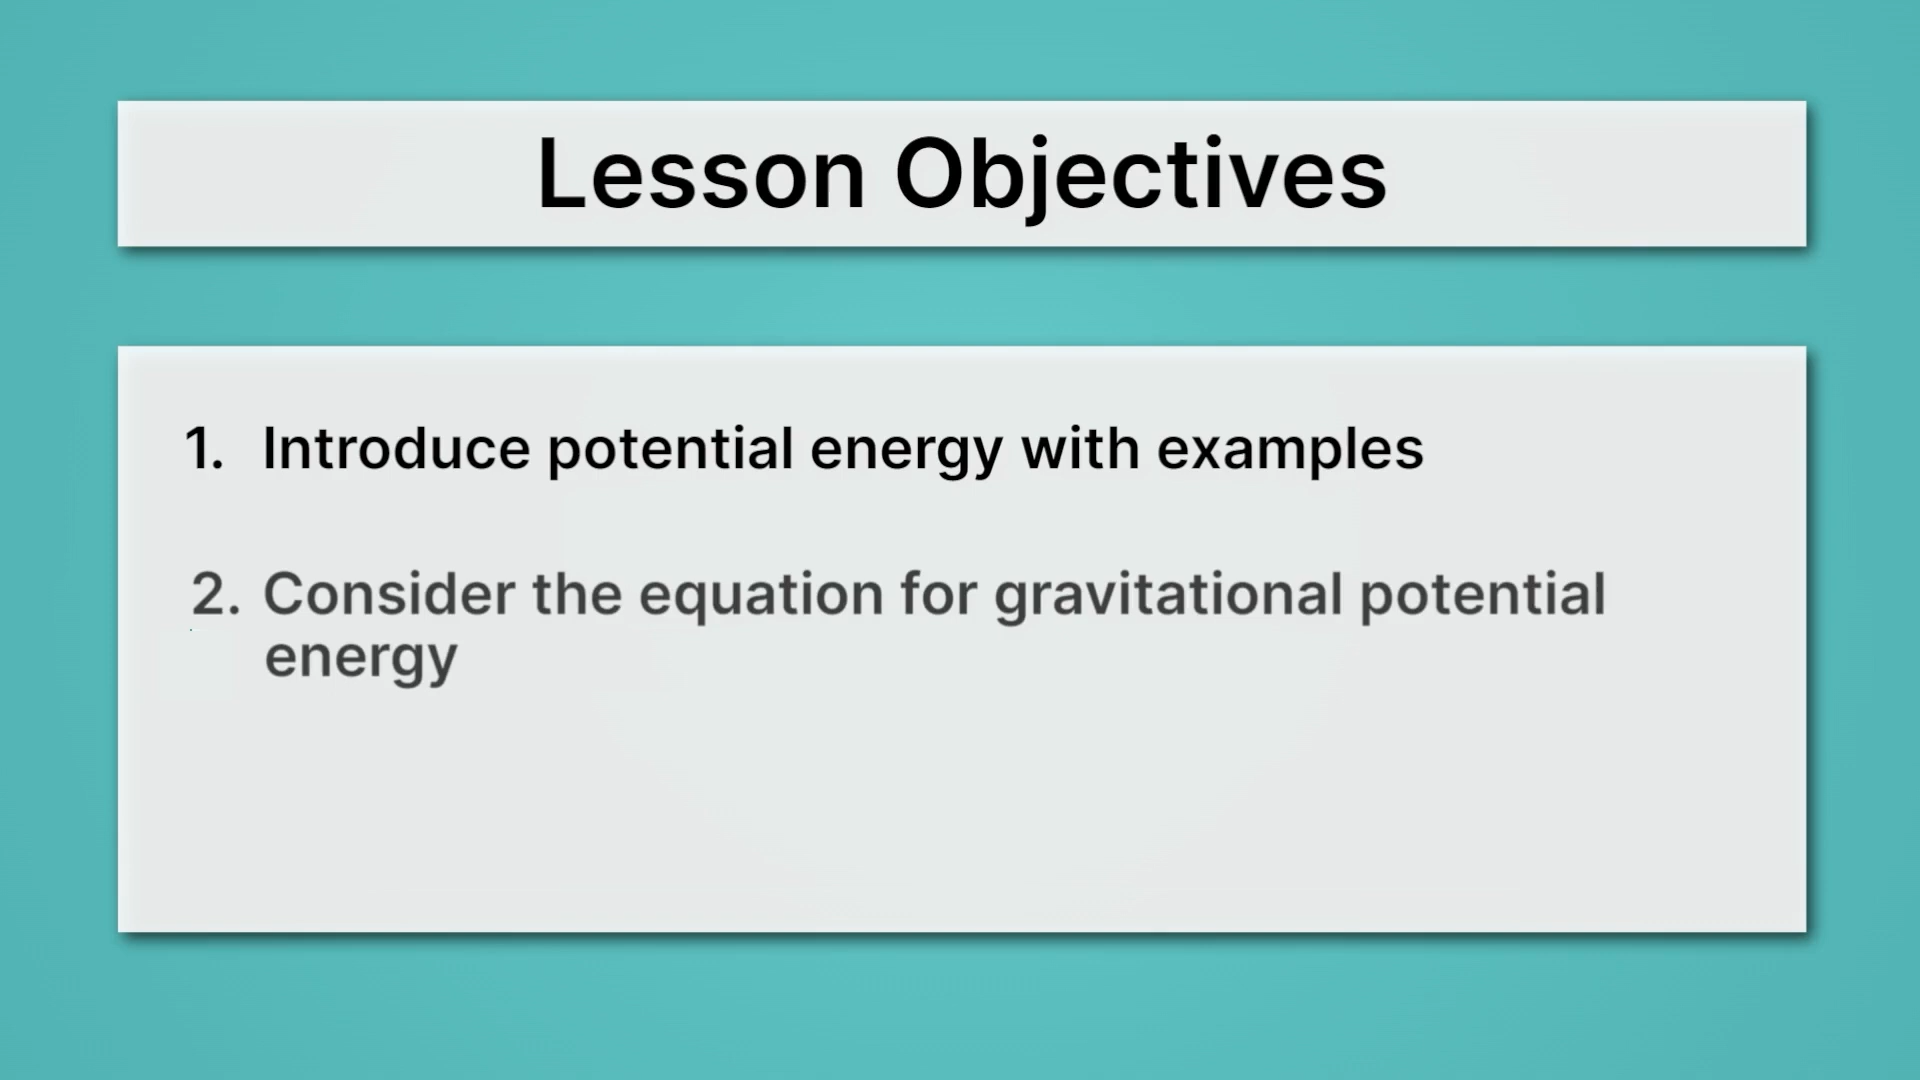 Lesson Objectives
1. Introduce potential energy with examples
2. Consider the equation for gravitational potential
energy